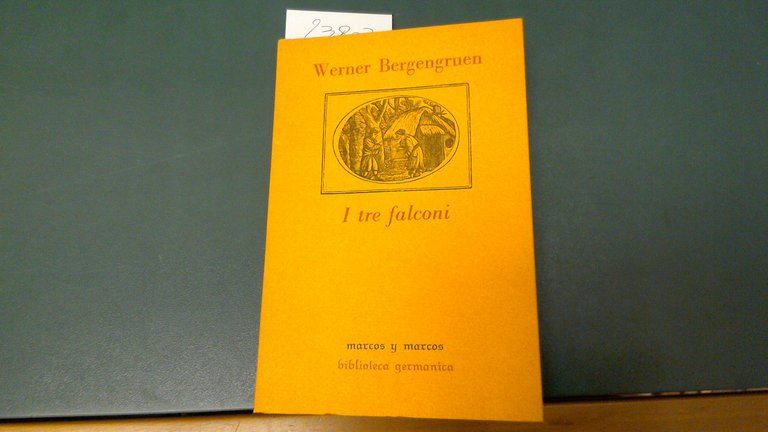 Werner Bergengruen
I tre falconi
marcos y marcos
biblioteca germanica